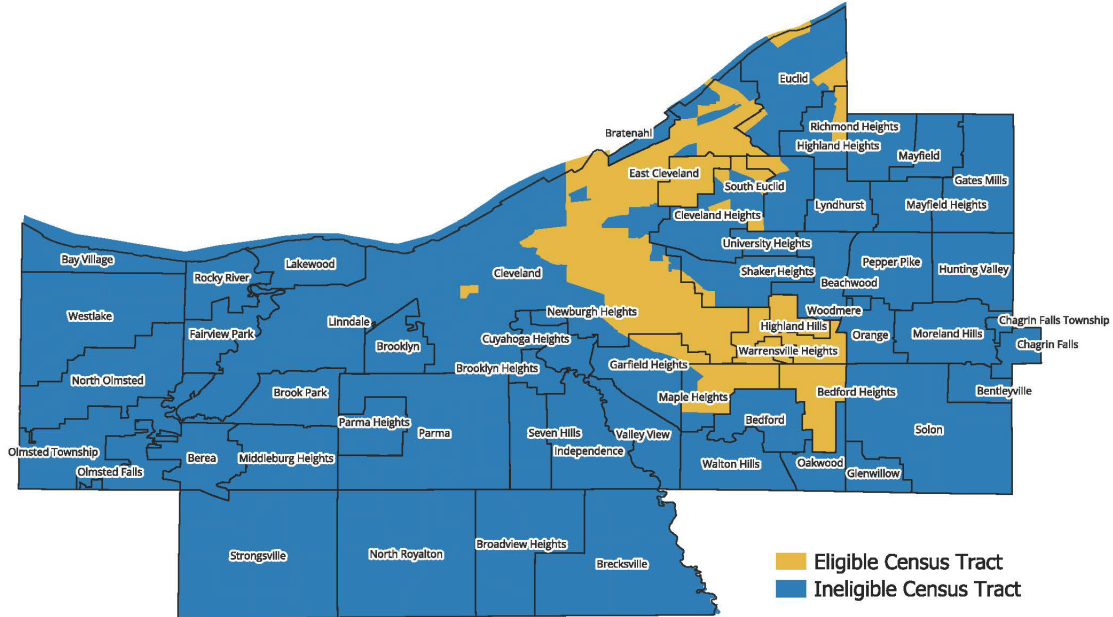 Euclid
Richmond Heights
Bratenahl
Highland Heights
Mayfield
East Cleveland
Gates Mills
South Euclid
Lyndhurst
Mayfield Heights
Cleveland Heights
University Heights
Bay Village
Lakewood
Pepper Pike
Rocky River
Cleveland
Shaker Heights
Hunting Valley
Beachwood
Westlake
Newburgh Heights
Woodmere
Linndale
Highland Hills
Chagrin Falls Township
Fairview Park
Cuyahoga Heights
Orange
Moreland Hills
Brooklyn
Warrensville Heights
Chagrin Falls
Brooklyn Heights
Garfield Heights
North Olmsted
Brook Park
Maple Heights
Bedford Heights
Bentleyville
Parma Heights
Bedford
Parma
Seven Hills
Valley View
Solon
Olmsted Township
Berea
Middleburg Heights
Independence
Olmsted Falls
Walton Hills
Oakwood
Glenwillow
Strongsville
North Royalton
Broadview Heights
Brecksville
Eligible Census Tract
Ineligible Census Tract